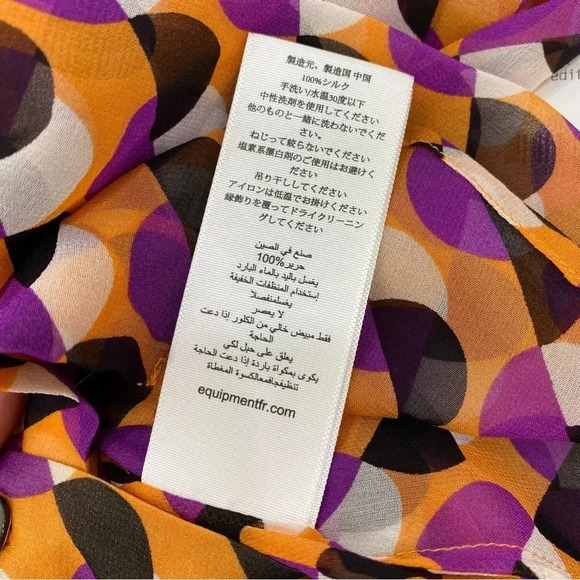 製造元、製造国 中国
100%シルク
手洗い/水温30度以下
中性洗剤を使用してください
他のものと一緒に洗わないでくだ
さい。
ねじって絞らないでください
塩素系漂白剤のご使用はお避けく
ださい
吊り干ししてください
アイロンは低温でお掛けください
縁飾りを覆ってドライクリーニン
グしてください
صنع في الصين
100% حرير
يغسل باليد بالماء البارد
إستخدام المنظفات الخفيفة
يغسلمنفصلاً
لا يعصر
فقط مبيض خالي من الكلور إذا دعت
الحاجة
يعلق على حبل لكي
يكوى بمكواة باردة إذا دعت الحاجة
تنظيفجافمعالكسوة المغطاة
equipmentfr.com